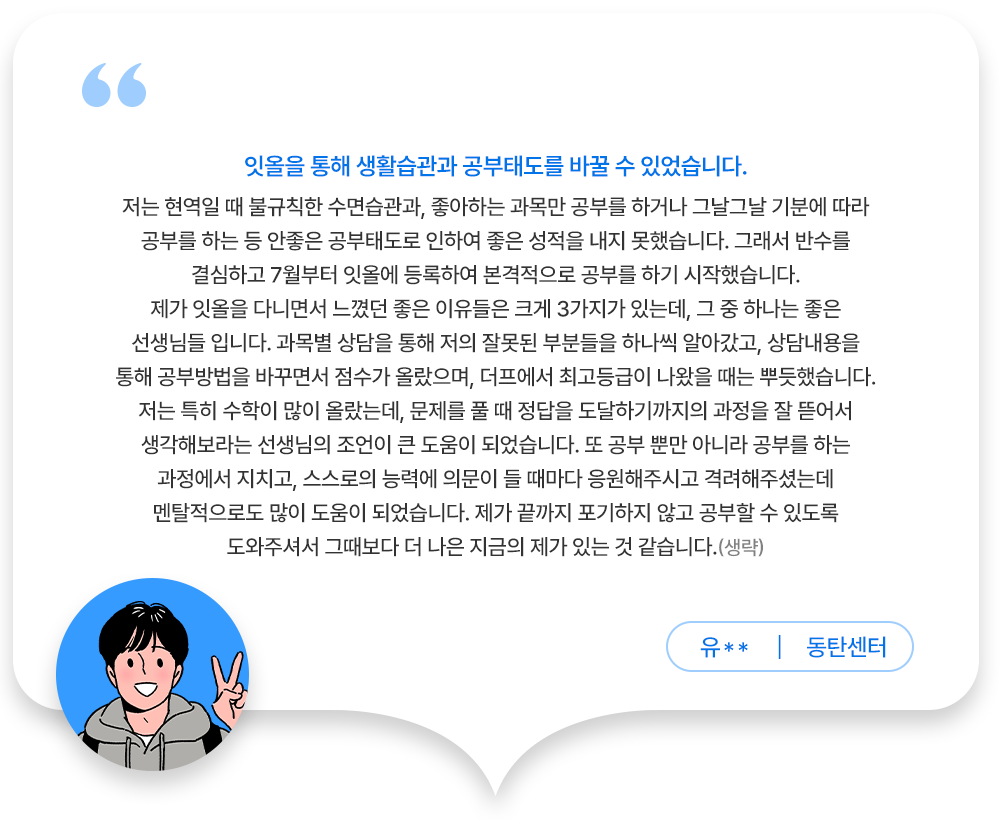 잇올을 통해 생활습관과 공부태도를 바꿀 수 있었습니다.
저는 현역일 때 불규칙한 수면습관과, 좋아하는 과목만 공부를 하거나 그날그날 기분에 따라
공부를 하는 등 안좋은 공부태도로 인하여 좋은 성적을 내지 못했습니다. 그래서 반수를
결심하고 7월부터 잇올에 등록하여 본격적으로 공부를 하기 시작했습니다.
제가 잇올을 다니면서 느꼈던 좋은 이유들은 크게 3가지가 있는데, 그 중 하나는 좋은
선생님들 입니다. 과목별 상담을 통해 저의 잘못된 부분들을 하나씩 알아갔고, 상담내용을
통해 공부방법을 바꾸면서 점수가 올랐으며, 더프에서 최고등급이 나왔을 때는 뿌듯했습니다.
저는 특히 수학이 많이 올랐는데, 문제를 풀 때 정답을 도달하기까지의 과정을 잘 뜯어서
생각해보라는 선생님의 조언이 큰 도움이 되었습니다. 또 공부 뿐만 아니라 공부를 하는
과정에서 지치고, 스스로의 능력에 의문이 들 때마다 응원해주시고 격려해주셨는데
멘탈적으로도 많이 도움이 되었습니다. 제가 끝까지 포기하지 않고 공부할 수 있도록
도와주셔서 그때보다 더 나은 지금의 제가 있는 것 같습니다.(생략)
유** | 동탄센터